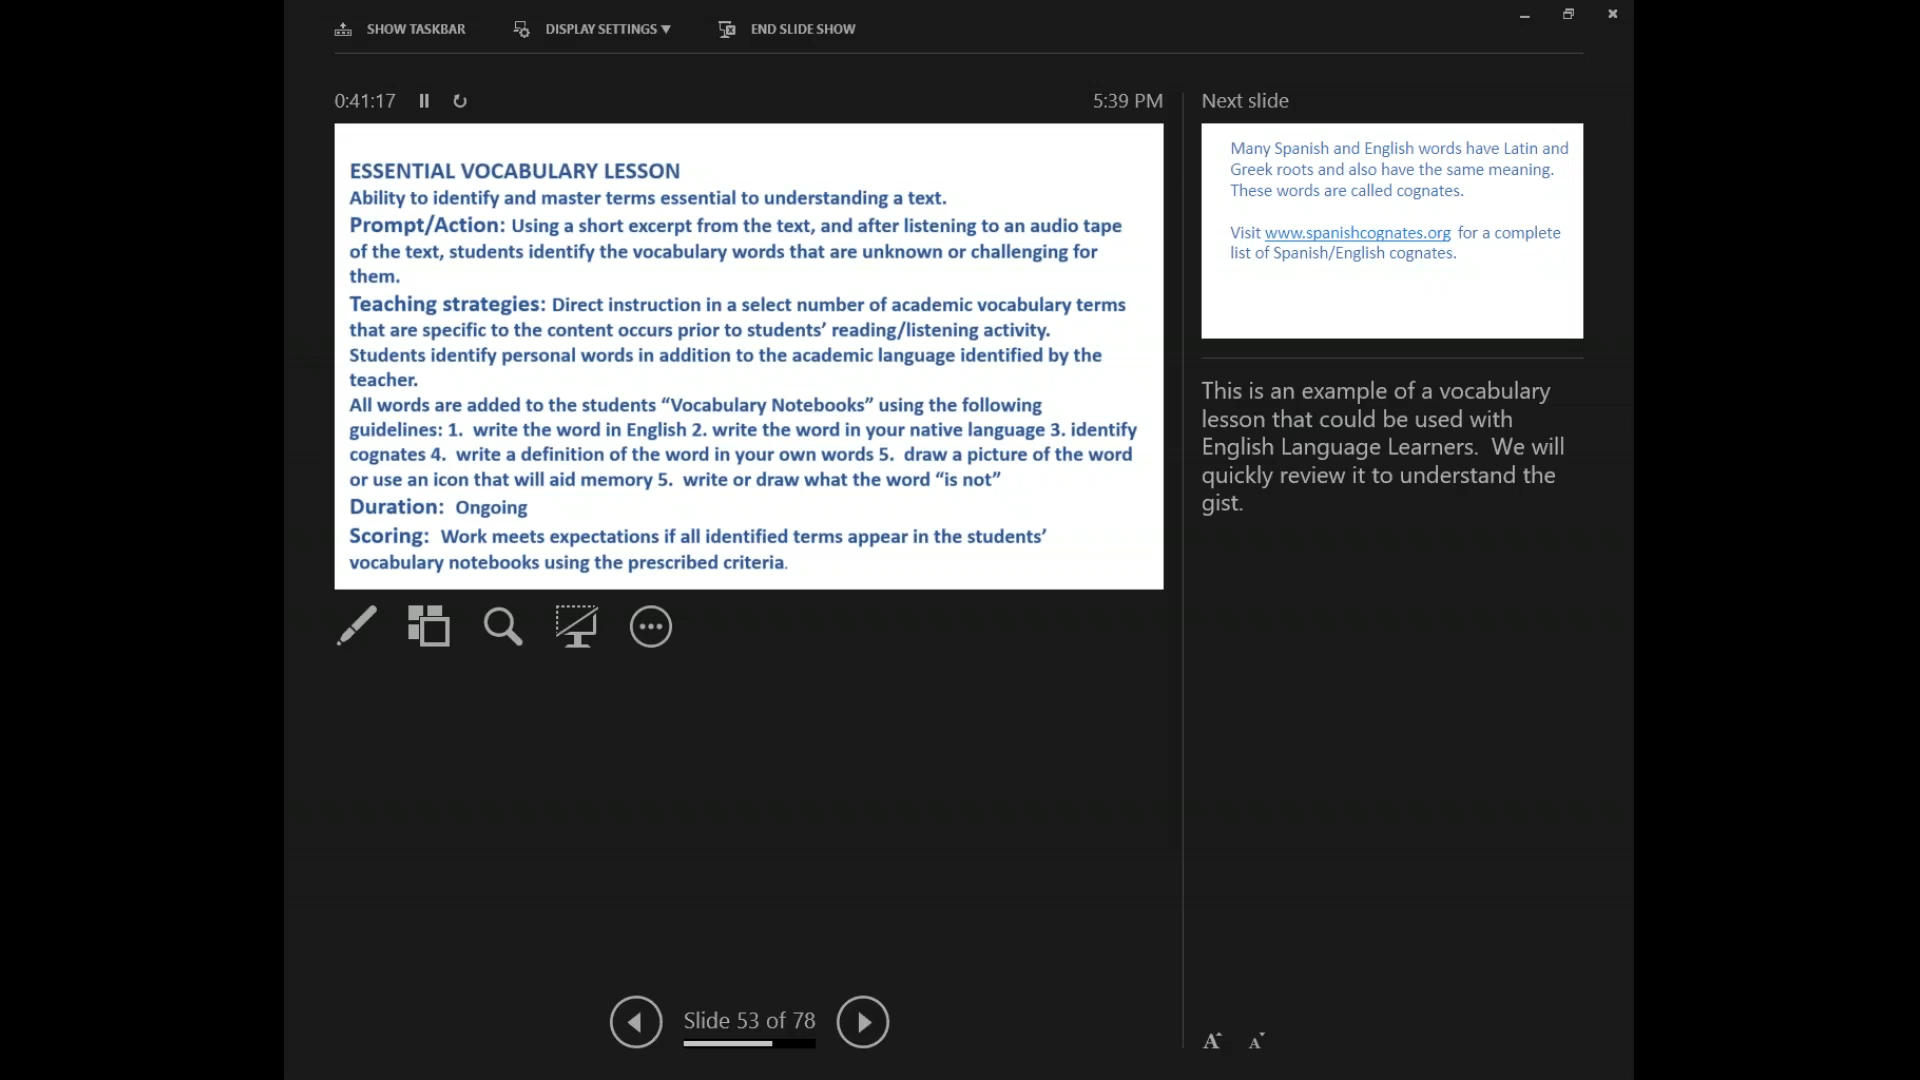 SHOW TASKBAR
DISPLAY SETTINGS ▼
END SLIDE SHOW
0:41:17
5:39 PM
ESSENTIAL VOCABULARY LESSON
Ability to identify and master terms essential to understanding a text.
Prompt/Action: Using a short excerpt from the text, and after listening to an audio tape
of the text, students identify the vocabulary words that are unknown or challenging for
them.
Teaching strategies: Direct instruction in a select number of academic vocabulary terms
that are specific to the content occurs prior to students’ reading/listening activity.
Students identify personal words in addition to the academic language identified by the
teacher.
All words are added to the students “Vocabulary Notebooks” using the following
guidelines: 1.  write the word in English 2. write the word in your native language 3. identify
cognates 4.  write a definition of the word in your own words 5.  draw a picture of the word
or use an icon that will aid memory 5.  write or draw what the word “is not”
Duration:  Ongoing
Scoring:  Work meets expectations if all identified terms appear in the students’
vocabulary notebooks using the prescribed criteria.
Slide 53 of 78
Next slide
Many Spanish and English words have Latin and
Greek roots and also have the same meaning.
These words are called cognates.
Visit www.spanishcognates.org for a complete
list of Spanish/English cognates.
This is an example of a vocabulary
lesson that could be used with
English Language Learners.  We will
quickly review it to understand the
gist.
A A